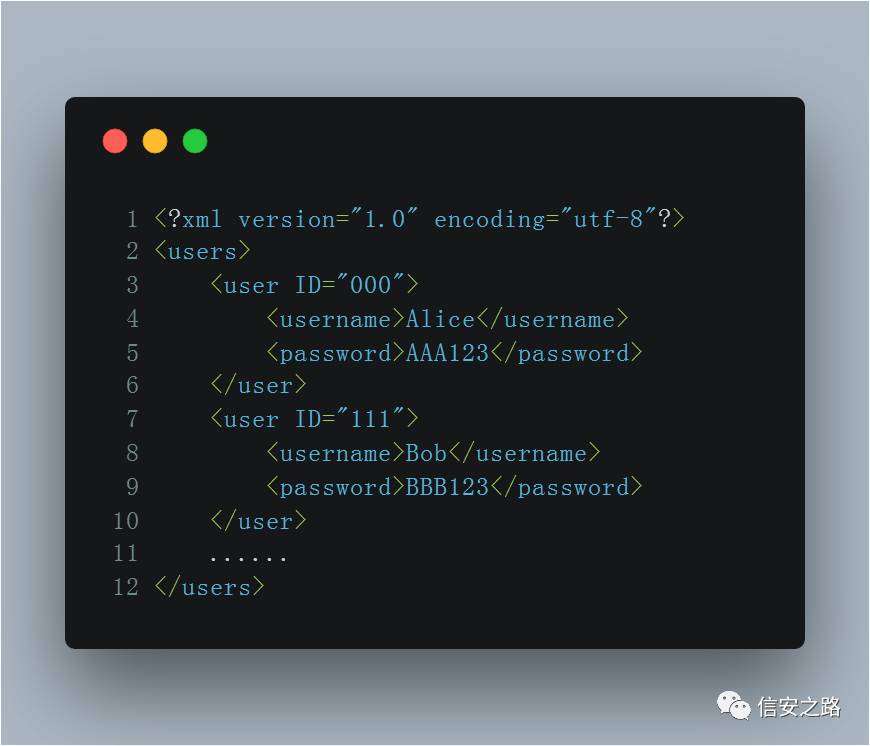 1 <?xml version="1.0" encoding="utf-8"?>
2 <users>
3     <user ID="000">
4         <username>Alice</username>
5         <password>AAA123</password>
6     </user>
7     <user ID="111">
8         <username>Bob</username>
9         <password>BBB123</password>
10     </user>
11     ......
12 </users>
信安之路